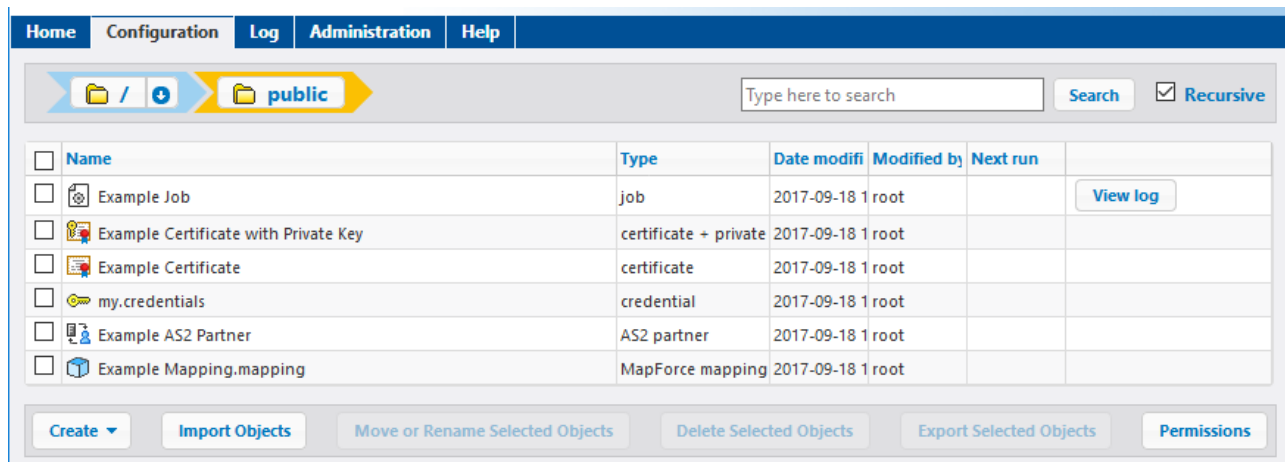 Home Configuration Log Administration Help
/ public Type here to search Search Recursive
Name Type Date modifi Modified by Next run
Example Job job 2017-09-18 1 root View log
Example Certificate with Private Key certificate + private 2017-09-18 1 root
Example Certificate certificate 2017-09-18 1 root
my.credentials credential 2017-09-18 1 root
Example AS2 Partner AS2 partner 2017-09-18 1 root
Example Mapping.mapping MapForce mapping 2017-09-18 1 root
Create Import Objects Move or Rename Selected Objects Delete Selected Objects Export Selected Objects Permissions